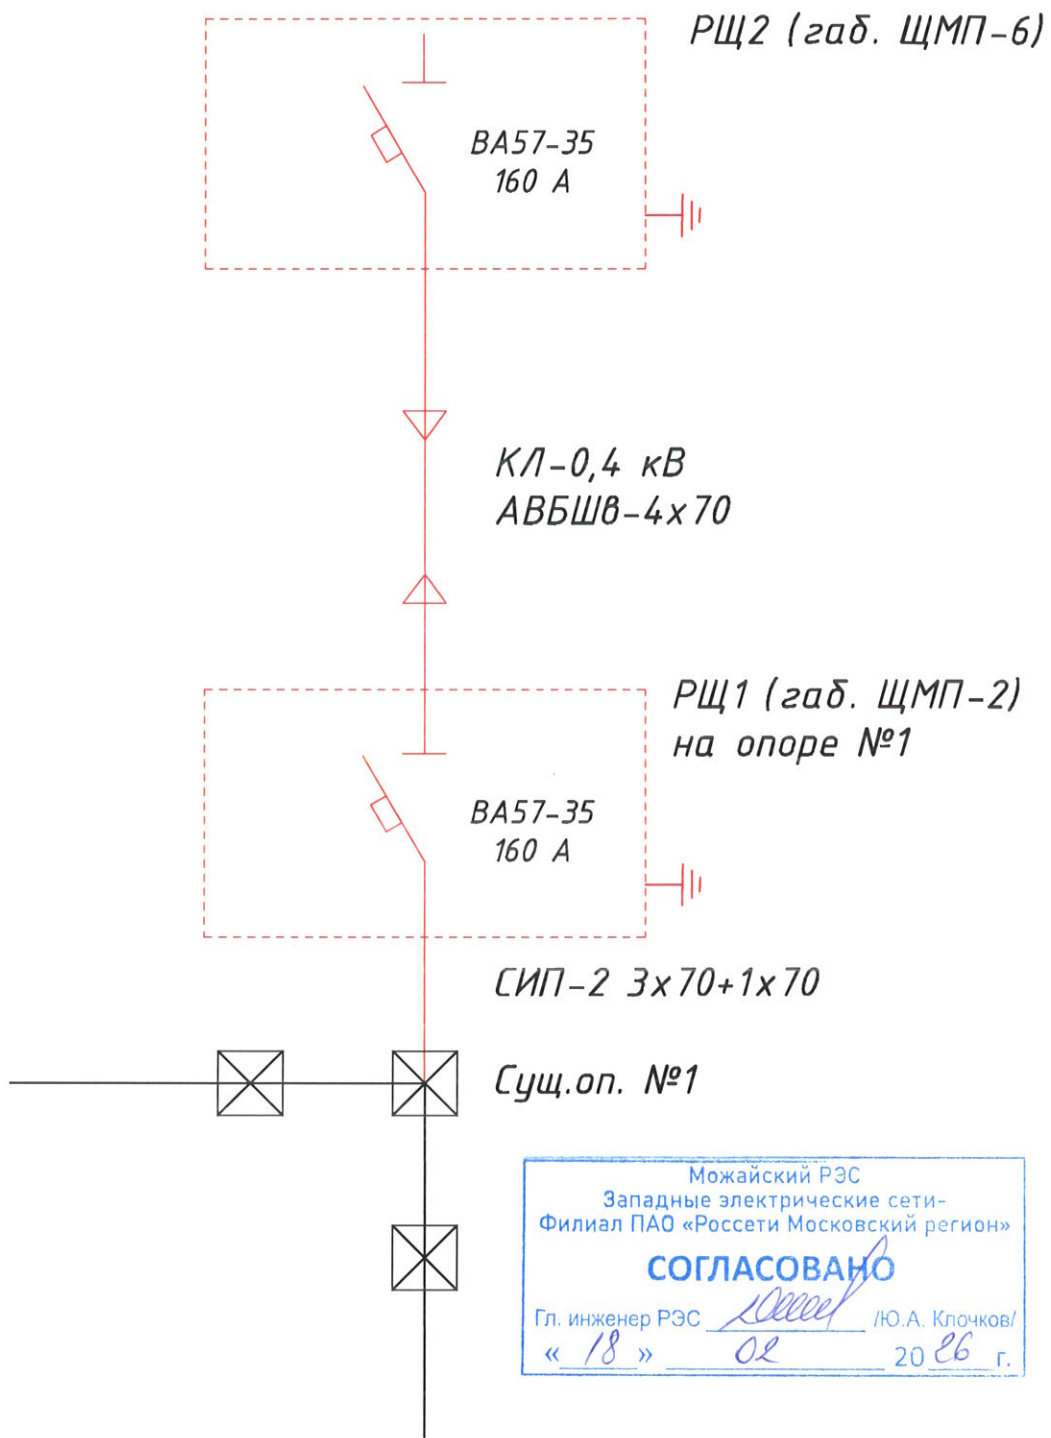 РЩ2 (габ. ЩМП-6)
ВА57-35
160 А
КЛ-0,4 кВ
АВБШв-4х70
РЩ1 (габ. ЩМП-2)
на опоре №1
ВА57-35
160 А
СИП-2 3х70+1х70
Сущ.оп. №1
Можайский РЭС
Западные электрические сети-
Филиал ПАО «Россети Московский регион»
СОГЛАСОВАНО
Гл. инженер РЭС /Ю.А. Клочков/
« 18 » 02 20 26 г.